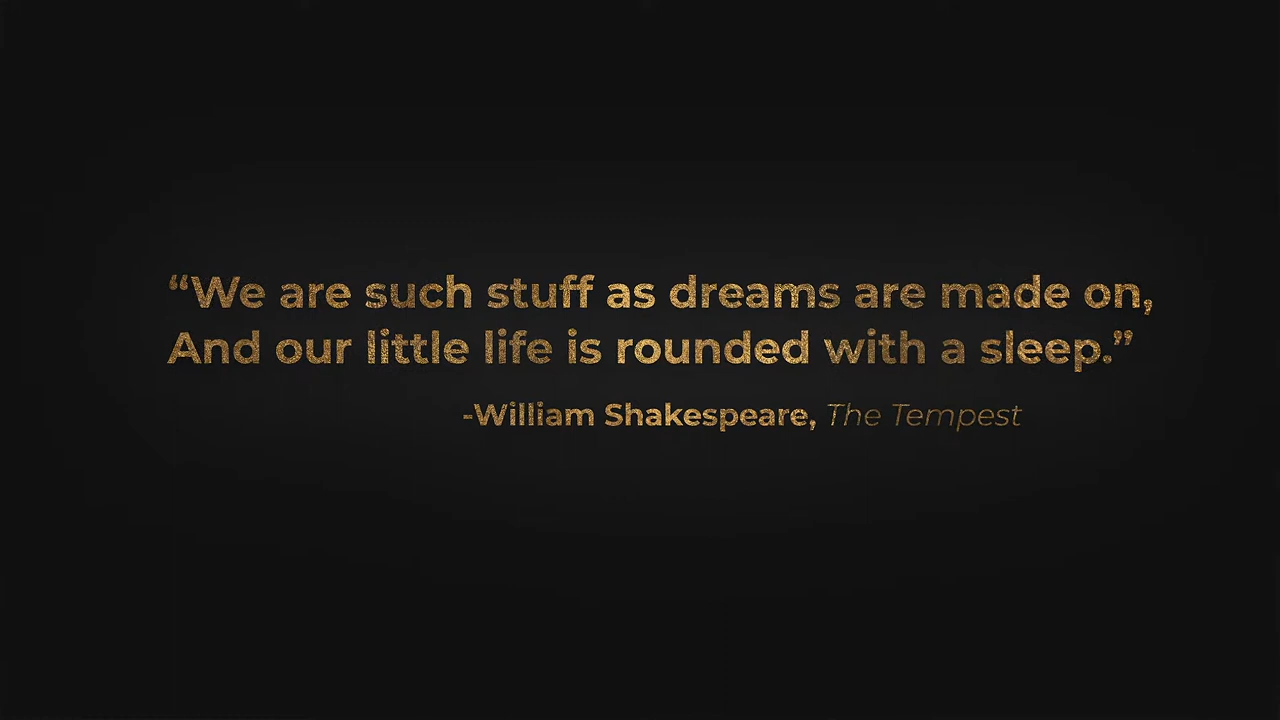 “We are such stuff as dreams are made on,
And our little life is rounded with a sleep.”
-William Shakespeare, The Tempest